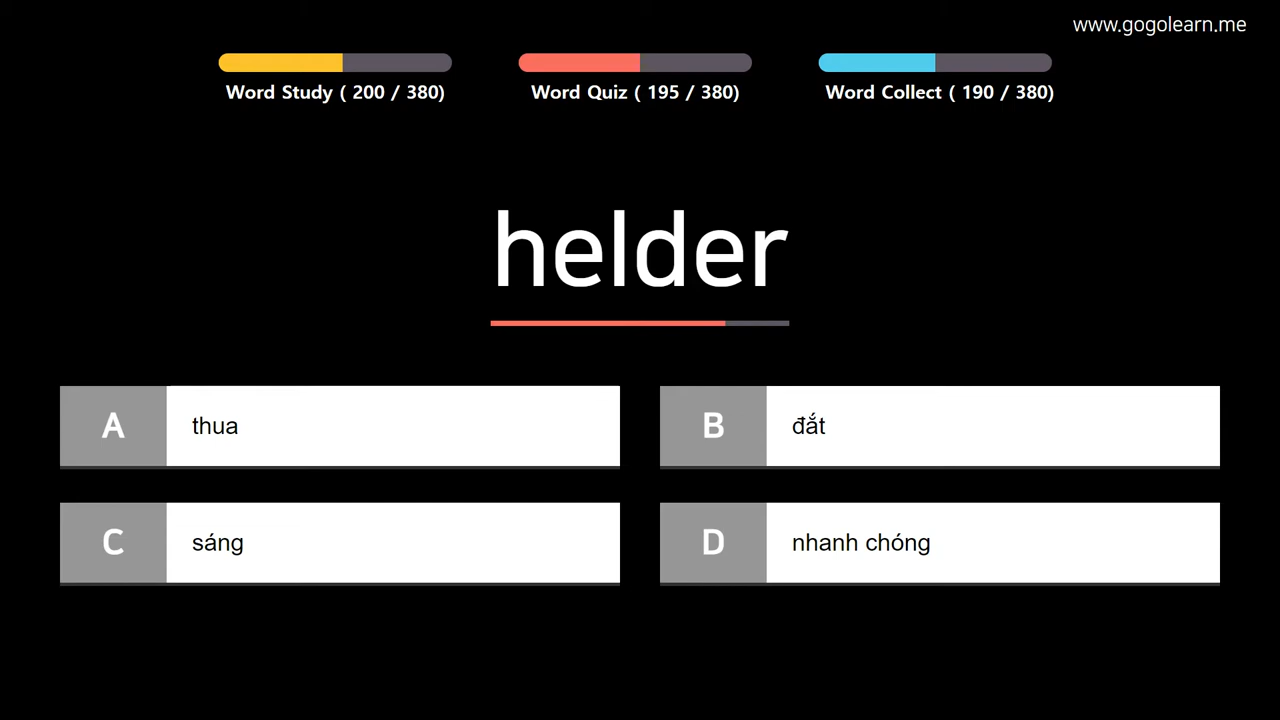 www.gogolearn.me
Word Study ( 200 / 380)
Word Quiz ( 195 / 380)
Word Collect ( 190 / 380)
helder
A thua
B đắt
C sáng
D nhanh chóng